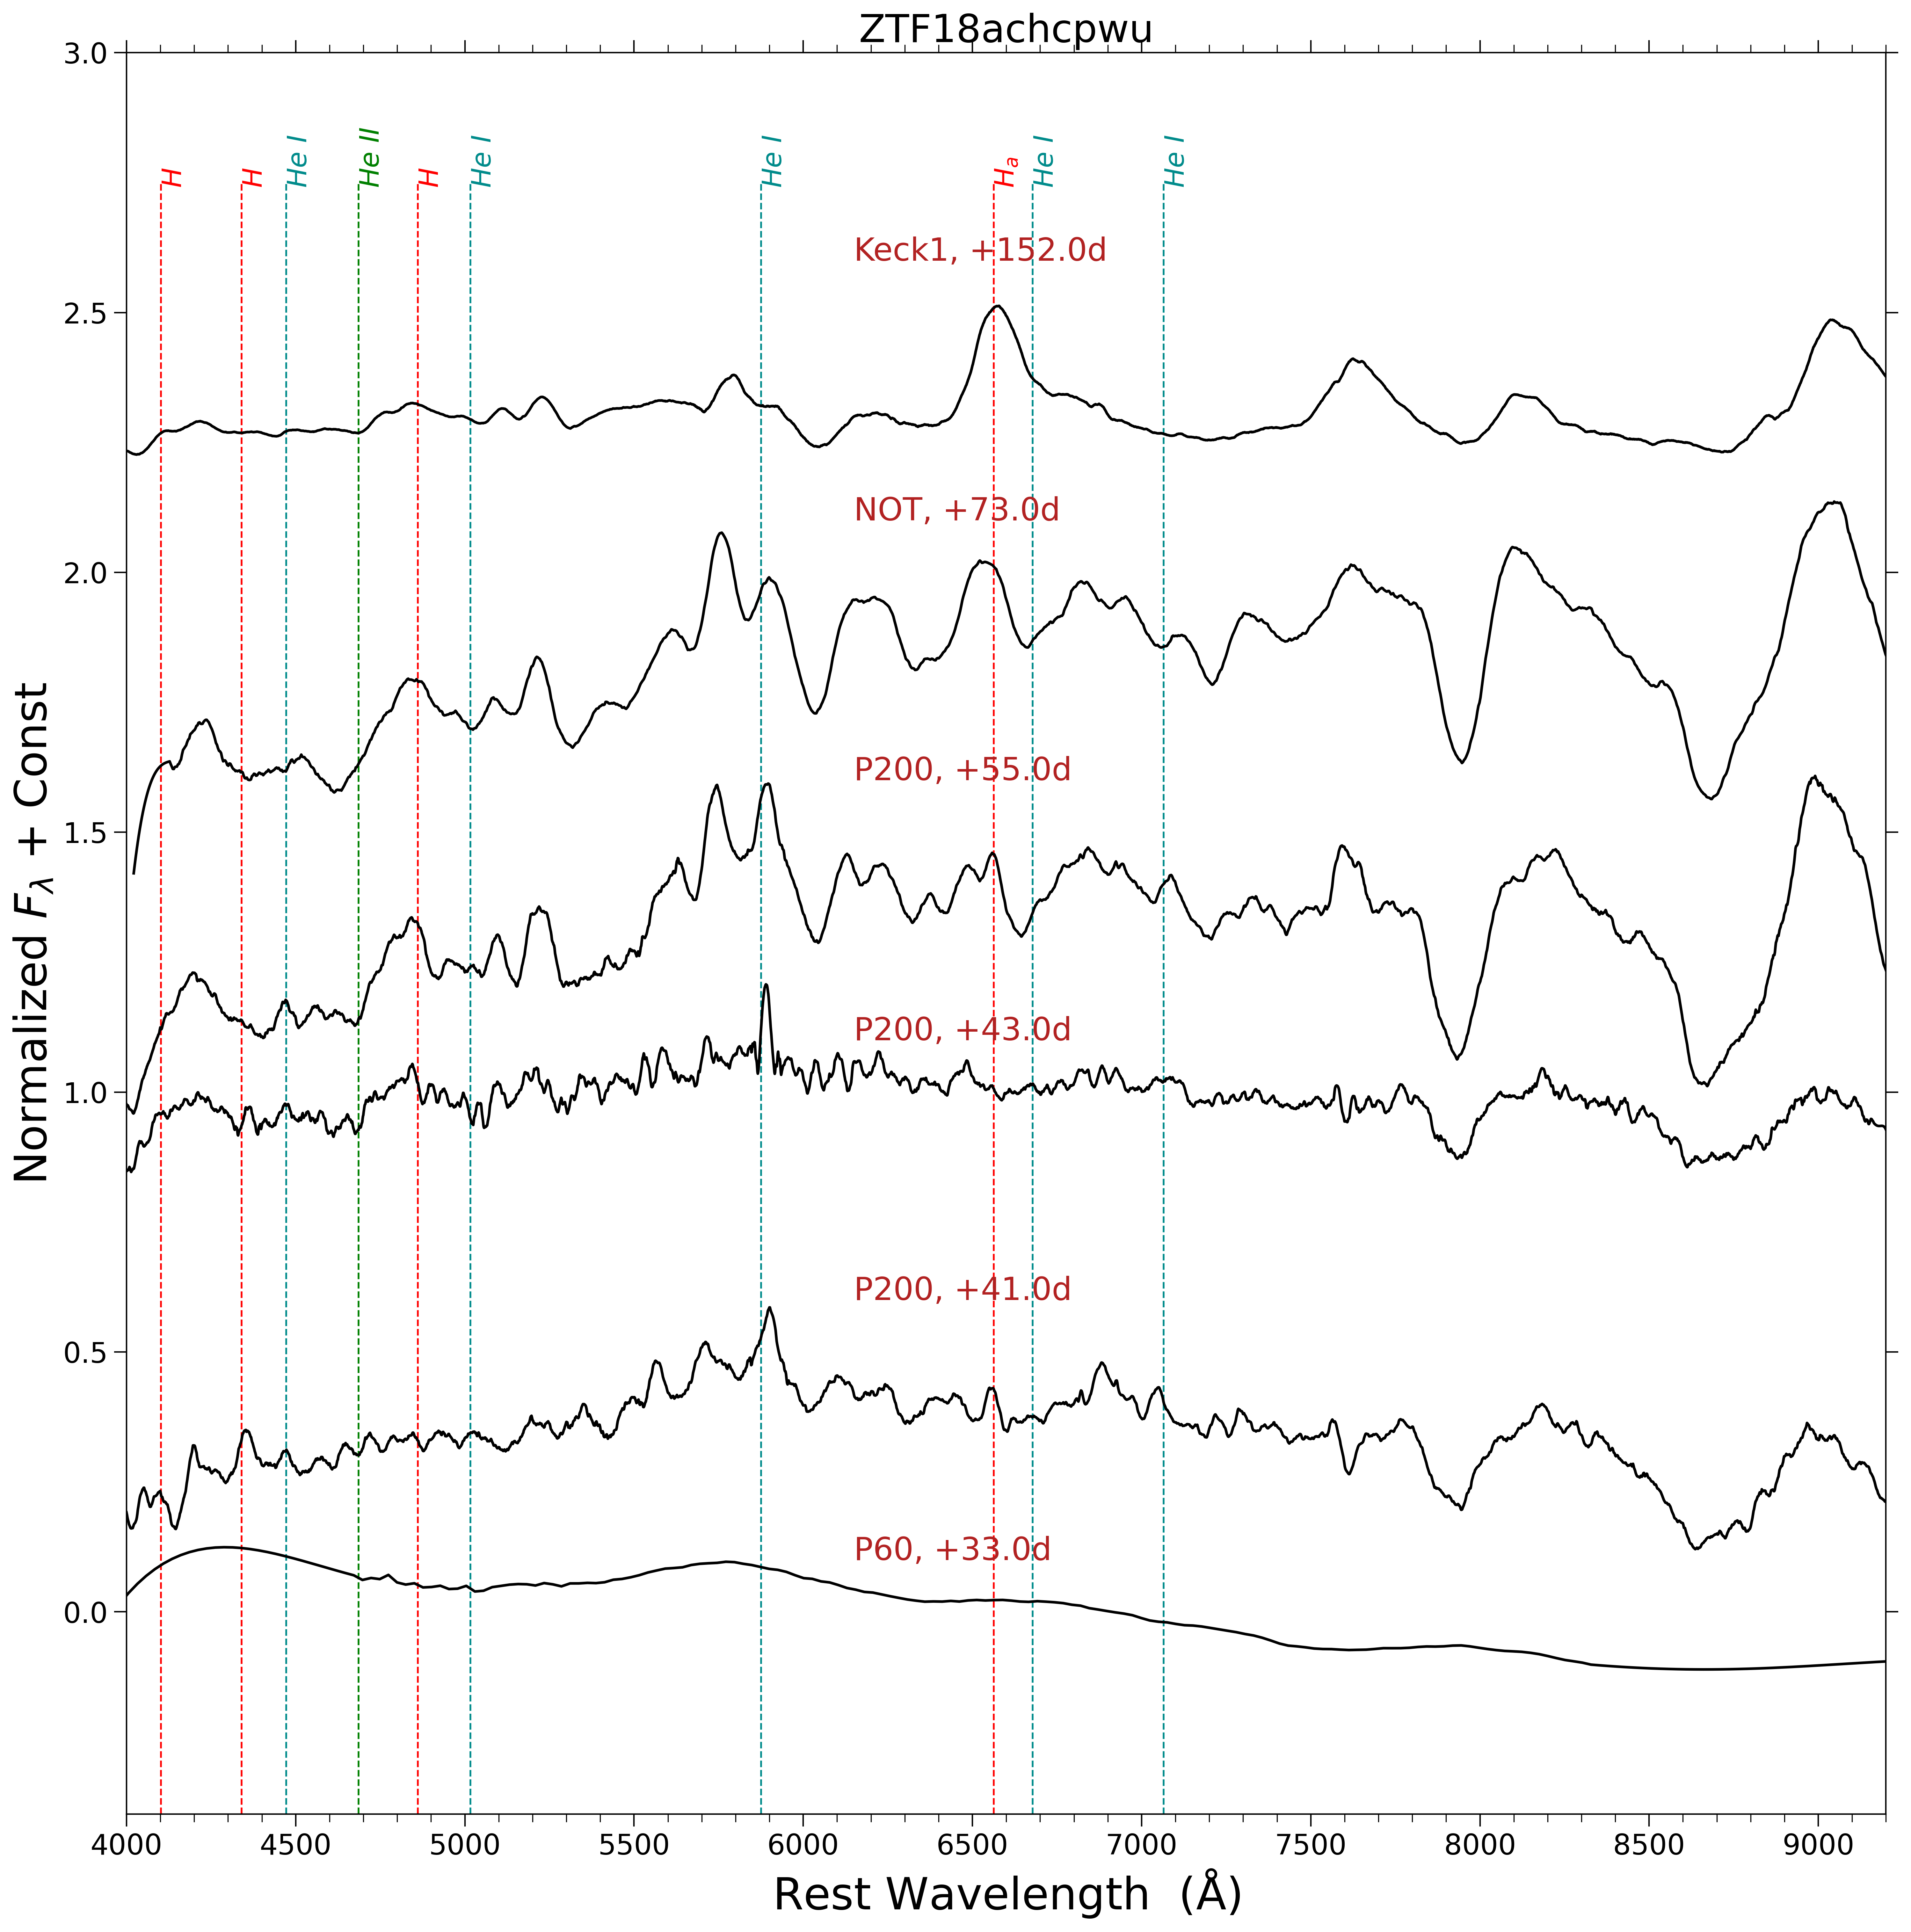 ZTF18achcpwu
3.0
2.5
2.0
1.5
1.0
0.5
0.0
Normalized Fλ + Const
H
H
He I
He II
H
He I
He I
Ha
He I
He I
Keck1, +152.0d
NOT, +73.0d
P200, +55.0d
P200, +43.0d
P200, +41.0d
P60, +33.0d
4000 4500 5000 5500 6000 6500 7000 7500 8000 8500 9000
Rest Wavelength (Å)